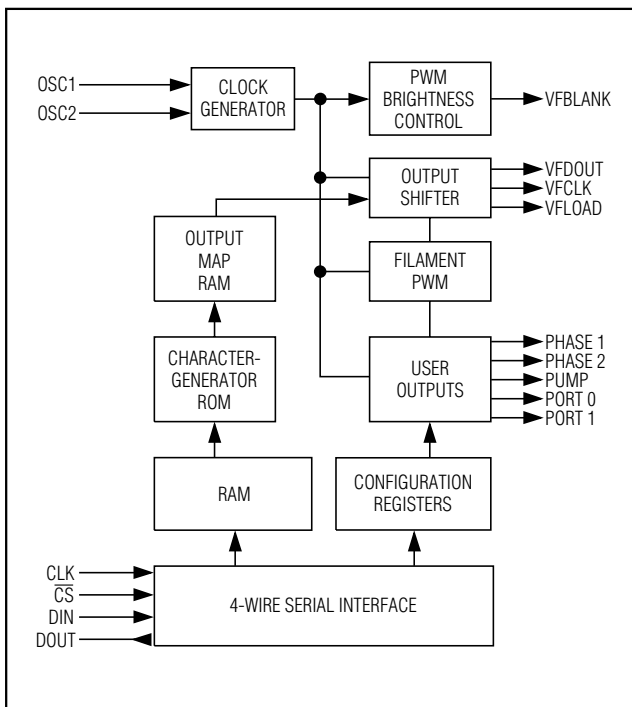 OSC1
OSC2
CLOCK
GENERATOR
PWM
BRIGHTNESS
CONTROL
VFBLANK
OUTPUT
SHIFTER
VFDOUT
VFCLK
VFLOAD
OUTPUT
MAP
RAM
FILAMENT
PWM
CHARACTER-
GENERATOR
ROM
USER
OUTPUTS
PHASE 1
PHASE 2
PUMP
PORT 0
PORT 1
RAM
CONFIGURATION
REGISTERS
CLK
C̅S̅
DIN
DOUT
4-WIRE SERIAL INTERFACE